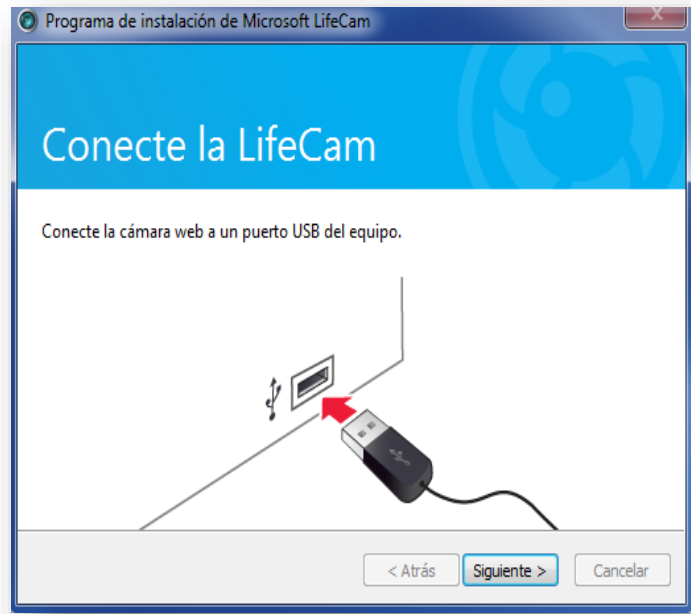 Programa de instalación de Microsoft LifeCam
X
Conecte la LifeCam
Conecte la cámara web a un puerto USB del equipo.
< Atrás
Siguiente >
Cancelar